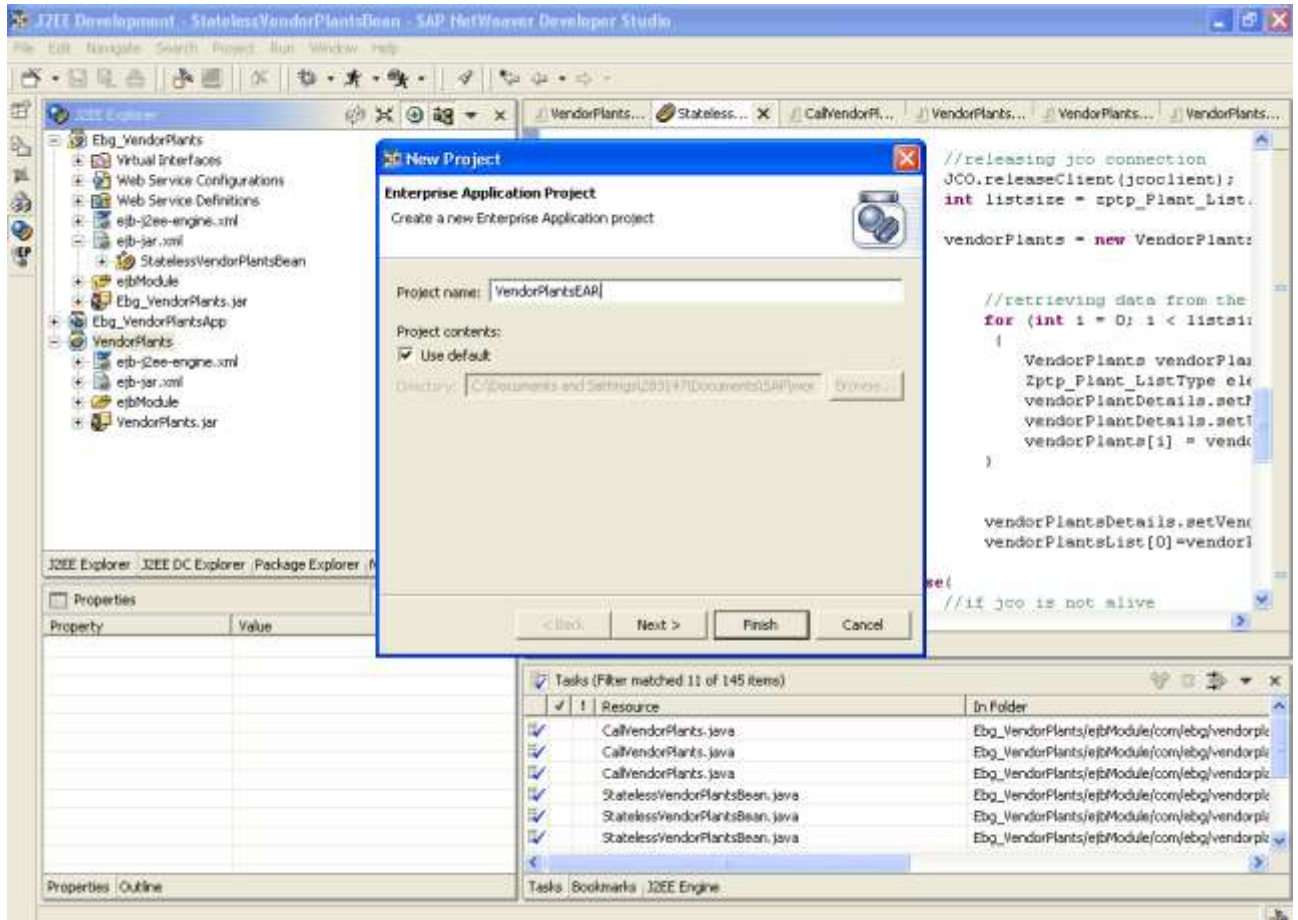 J2EE Development - StatelessVendorPlantsBean - SAP NetWeaver Developer Studio
File Edit Navigate Search Project Run Window Help
J2EE Explorer
Ebg_VendorPlants
Virtual Interfaces
Web Service Configurations
Web Service Definitions
ejb-j2ee-engine.xml
ejb-jar.xml
StatelessVendorPlantsBean
ejbModule
Ebg_VendorPlants.jar
Ebg_VendorPlantsApp
VendorPlants
ejb-j2ee-engine.xml
ejb-jar.xml
ejbModule
VendorPlants.jar
J2EE Explorer J2EE DC Explorer Package Explorer
Properties
Property Value
Properties Outline
VendorPlants... Stateless... CallVendorPl... VendorPlants... VendorPlants... VendorPlants...
New Project
Enterprise Application Project
Create a new Enterprise Application project
Project name: VendorPlantsEAR
Project contents:
Use default
Directory: C:\Documents and Settings\ Browse...
< Back Next > Finish Cancel
//releasing jco connection
JCO.releaseClient(jcoclient);
int listsize = zptp_Plant_List.
vendorPlants = new VendorPlants
//retrieving data from the
for (int i = 0; i < listsiz
{
VendorPlants vendorPlan
Zptp_Plant_ListType ele
vendorPlantDetails.set
vendorPlantDetails.set
vendorPlants[i] = vendo
}
vendorPlantsDetails.setVend
vendorPlantsList[0]=vendor
se{
//if jco is not alive
Tasks (Filter matched 11 of 145 items)
! Resource In Folder
CallVendorPlants.java Ebg_VendorPlants/ejbModule/com/ebg/vendorpla
CallVendorPlants.java Ebg_VendorPlants/ejbModule/com/ebg/vendorpla
CallVendorPlants.java Ebg_VendorPlants/ejbModule/com/ebg/vendorpla
StatelessVendorPlantsBean.java Ebg_VendorPlants/ejbModule/com/ebg/vendorpla
StatelessVendorPlantsBean.java Ebg_VendorPlants/ejbModule/com/ebg/vendorpla
StatelessVendorPlantsBean.java Ebg_VendorPlants/ejbModule/com/ebg/vendorpla
Tasks Bookmarks J2EE Engine